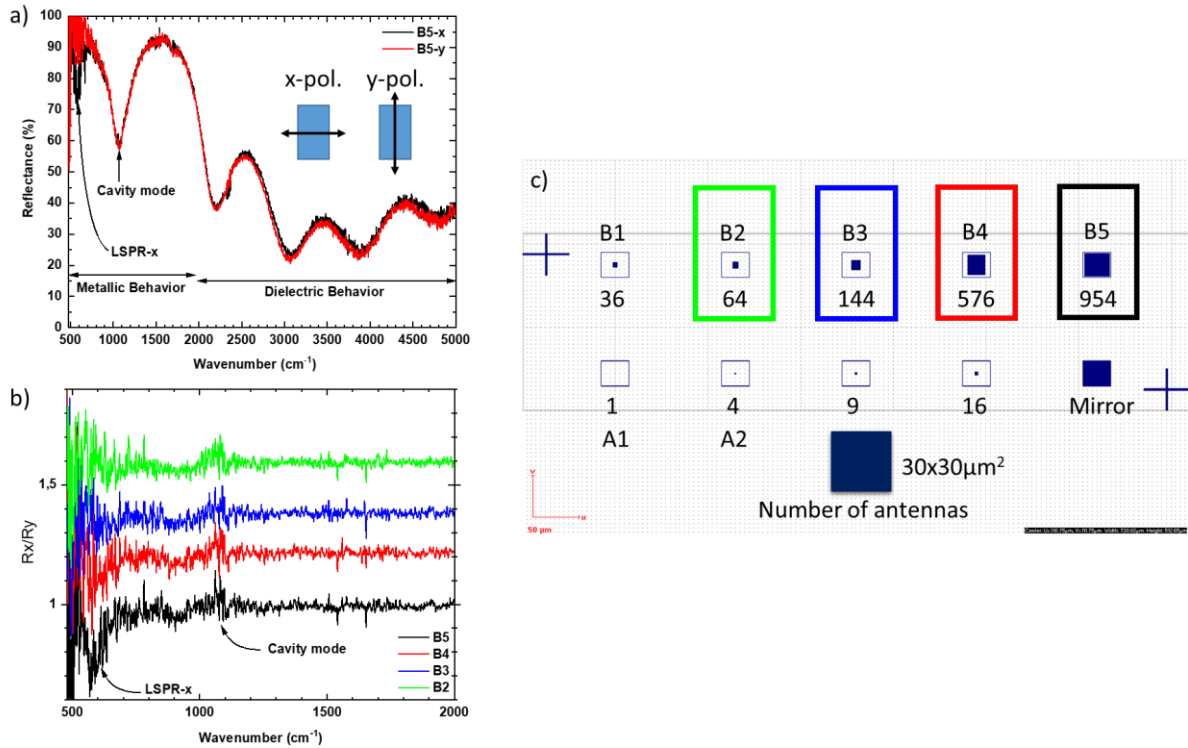 a)
100
90
80
70
60
50
40
30
20
10
0
Reflectance (%)
B5-x
B5-y
x-pol.
y-pol.
Cavity mode
LSPR-x
Metallic Behavior
Dielectric Behavior
500 1000 1500 2000 2500 3000 3500 4000 4500 5000
Wavenumber (cm⁻¹)
b)
1,5
1
Rx/Ry
Cavity mode
LSPR-x
B5
B4
B3
B2
500 1000 1500 2000
Wavenumber (cm⁻¹)
c)
B1 B2 B3 B4 B5
36 64 144 576 954
1 4 9 16 Mirror
A1 A2
30x30μm²
Number of antennas
50 μm